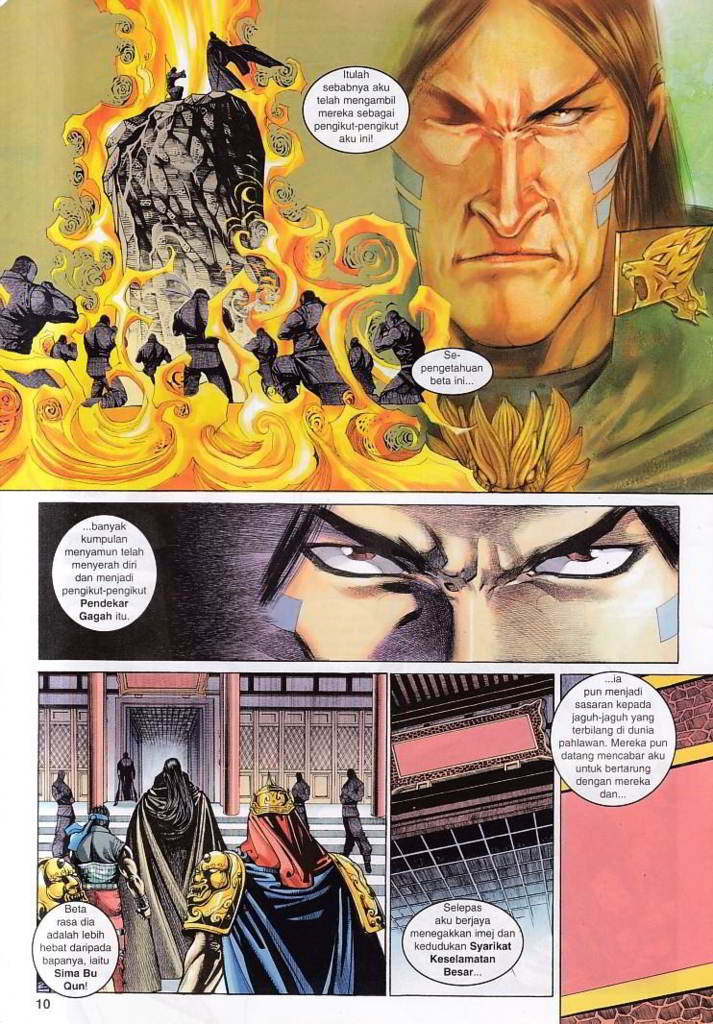 Itulah
sebabnya aku
telah mengambil
mereka sebagai
pengikut-pengikut
aku ini!
Se-
pengetahuan
beta ini...
...banyak
kumpulan
menyamun telah
menyerah diri
dan menjadi
pengikut-pengikut
Pendekar
Gagah itu.
Beta
rasa dia
adalah lebih
hebat daripada
bapanya, iaitu
Sima Bu
Qun!
Selepas
aku berjaya
menegakkan imej dan
kedudukan Syarikat
Keselamatan
Besar...
...ia
pun menjadi
sasaran kepada
jaguh-jaguh yang
terbilang di dunia
pahlawan. Mereka pun
datang mencabar aku
untuk bertarung
dengan mereka
dan...
10